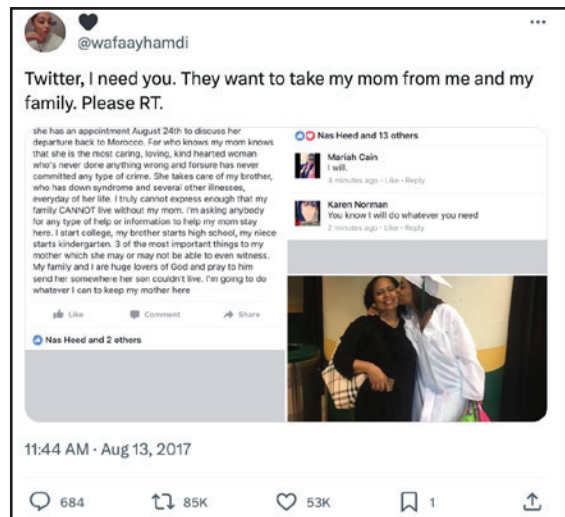 @wafaayhamdi
Twitter, I need you. They want to take my mom from me and my
family. Please RT.
she has an appointment August 24th to discuss her
departure back to Morocco. For who knows my mom knows
that she is the most caring, loving, kind hearted woman
who's never done anything wrong and forsure has never
committed any type of crime. She takes care of my brother,
who has down syndrome and several other illnesses,
everyday of her life. I truly cannot express enough that my
family CANNOT live without my mom. I'm asking anybody
for any type of help or information to help my mom stay
here. I start college, my brother starts high school, my niece
starts kindergarten. 3 of the most important things to my
mother which she may or may not be able to even witness.
My family and I are huge lovers of God and pray to him
send her somewhere her son couldn't live. I'm going to do
whatever I can to keep my mother here
Like Comment Share
Nas Heed and 2 others
Nas Heed and 13 others
Mariah Cain
I will.
4 minutes ago · Like · Reply
Karen Norman
You know I will do whatever you need
2 minutes ago · Like · Reply
11:44 AM · Aug 13, 2017
684 85K 53K 1